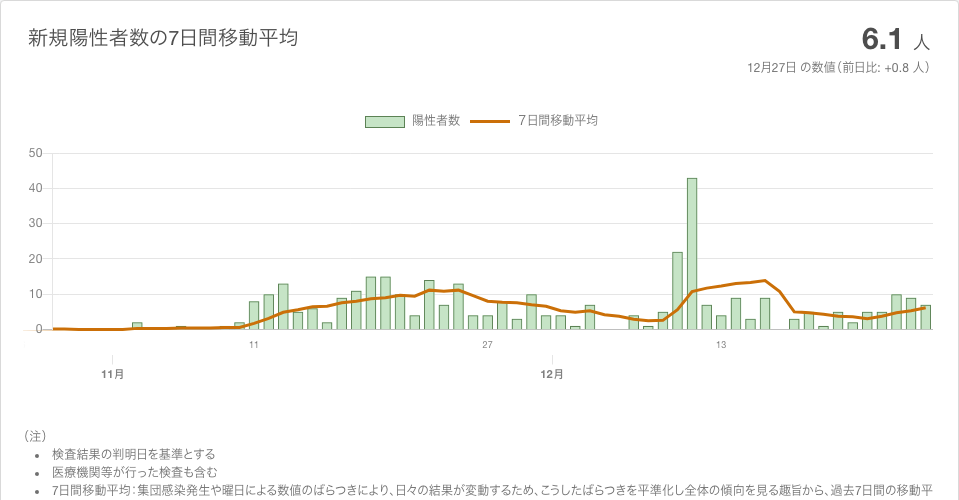 新規陽性者数の7日間移動平均
6.1 人
12月27日 の数値（前日比: +0.8 人）
陽性者数 7日間移動平均
50
40
30
20
10
0
11 27 13
11月 12月
（注）
検査結果の判明日を基準とする
医療機関等が行った検査も含む
7日間移動平均：集団感染発生や曜日による数値のばらつきにより、日々の結果が変動するため、こうしたばらつきを平準化し全体の傾向を見る趣旨から、過去7日間の移動平